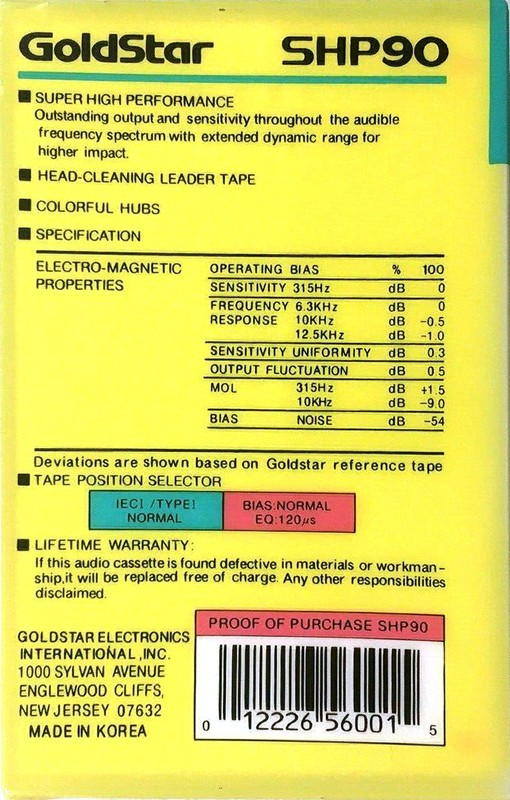 GoldStar SHP90
■ SUPER HIGH PERFORMANCE
Outstanding output and sensitivity throughout the audible
frequency spectrum with extended dynamic range for
higher impact.
■ HEAD-CLEANING LEADER TAPE
■ COLORFUL HUBS
■ SPECIFICATION
ELECTRO-MAGNETIC
PROPERTIES
OPERATING BIAS % 100
SENSITIVITY 315Hz dB 0
FREQUENCY 6.3KHz 0
RESPONSE 10KHz dB -0.5
12.5KHz dB -1.0
SENSITIVITY UNIFORMITY dB 0.3
OUTPUT FLUCTUATION dB 0.5
MOL 315Hz dB +1.5
10KHz dB -9.0
BIAS NOISE dB -54
Deviations are shown based on Goldstar reference tape
■ TAPE POSITION SELECTOR
IECI /TYPEI
NORMAL
BIAS:NORMAL
EQ:120µs
■ LIFETIME WARRANTY:
If this audio cassette is found defective in materials or workman-
ship,it will be replaced free of charge. Any other responsibilities
disclaimed.
GOLDSTAR ELECTRONICS
INTERNATIONAL,INC.
1000 SYLVAN AVENUE
ENGLEWOOD CLIFFS,
NEW JERSEY 07632
MADE IN KOREA
PROOF OF PURCHASE SHP90
0 12226 56001 5